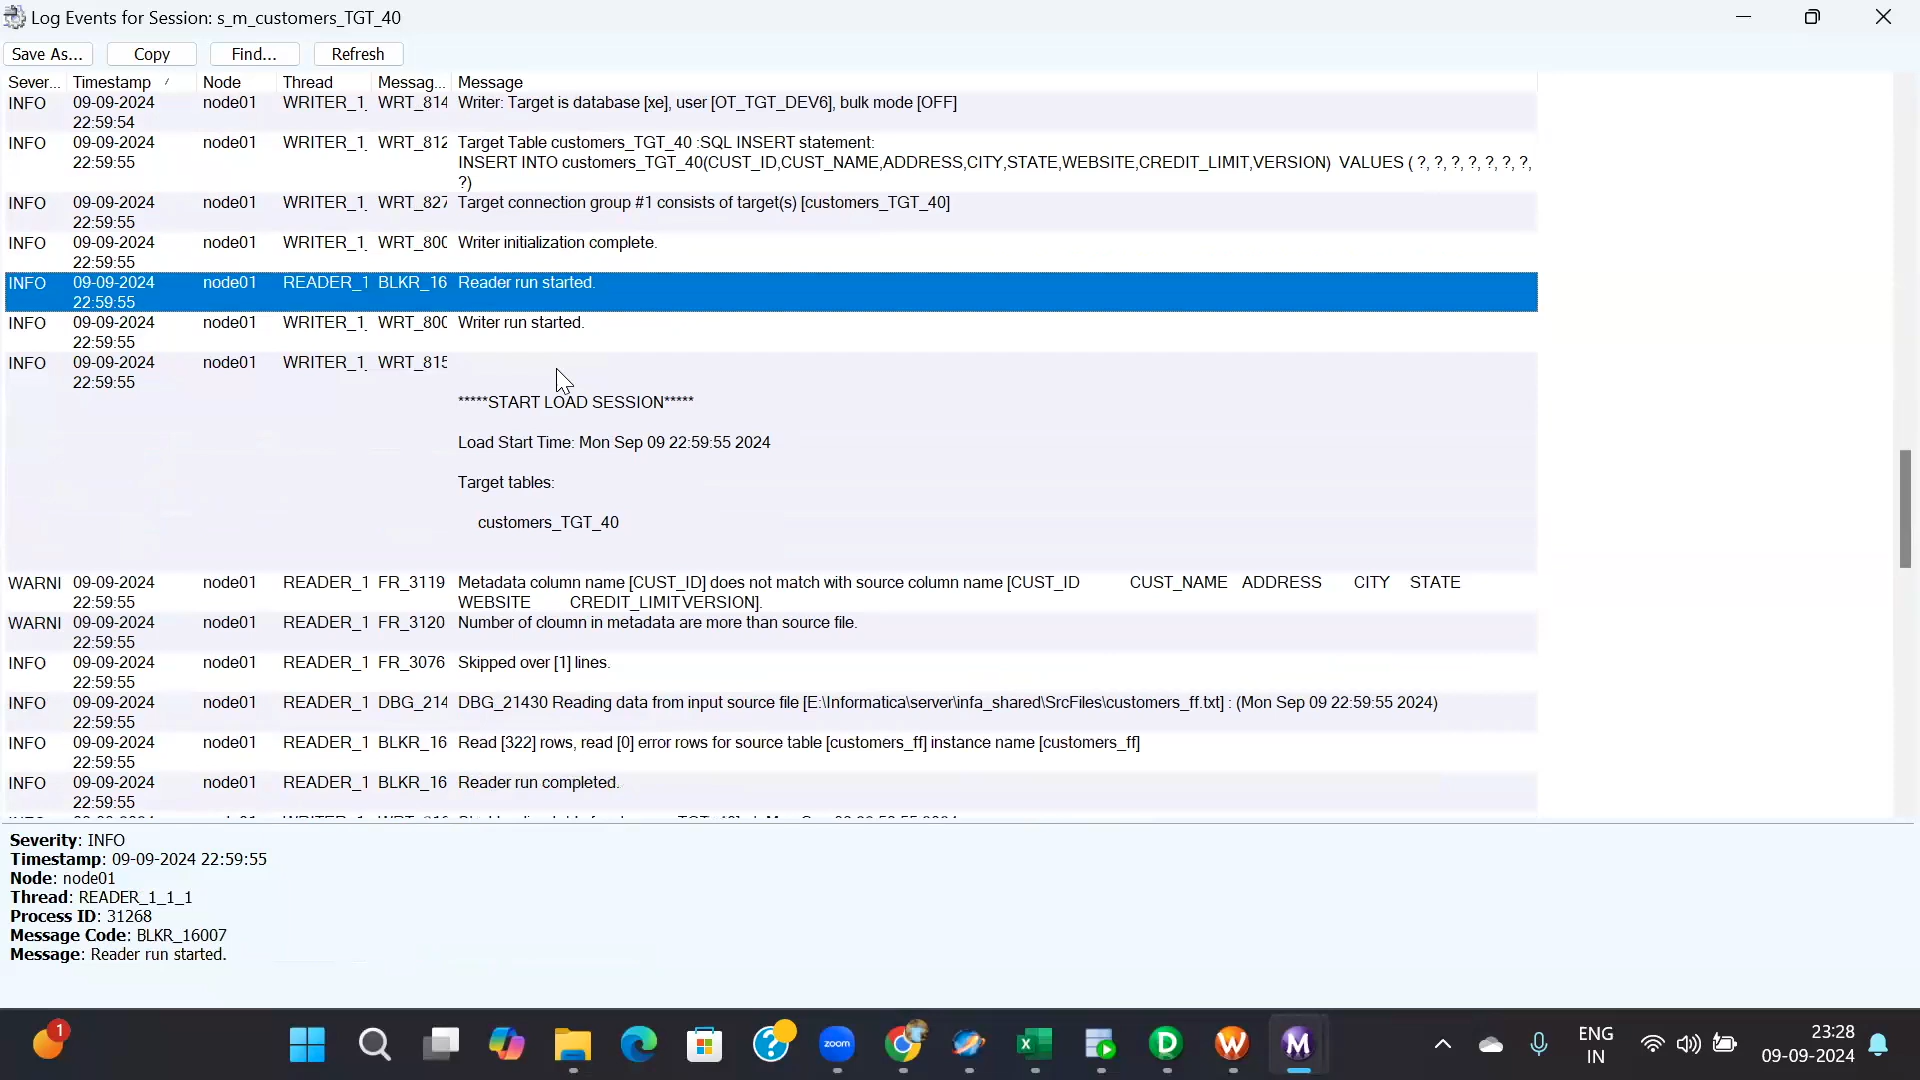 Log Events for Session: s_m_customers_TGT_40
Save As... Copy Find... Refresh
Sever... Timestamp Node Thread Messag... Message
INFO 09-09-2024 node01 WRITER_1_ WRT_814 Writer: Target is database [xe], user [OT_TGT_DEV6], bulk mode [OFF]
22:59:54
INFO 09-09-2024 node01 WRITER_1_ WRT_812 Target Table customers_TGT_40 :SQL INSERT statement:
22:59:55 INSERT INTO customers_TGT_40(CUST_ID,CUST_NAME,ADDRESS,CITY,STATE,WEBSITE,CREDIT_LIMIT,VERSION) VALUES ( ?, ?, ?, ?, ?, ?, ?,
?)
INFO 09-09-2024 node01 WRITER_1_ WRT_827 Target connection group #1 consists of target(s) [customers_TGT_40]
22:59:55
INFO 09-09-2024 node01 WRITER_1_ WRT_800 Writer initialization complete.
22:59:55
INFO 09-09-2024 node01 READER_1 BLKR_16 Reader run started.
22:59:55
INFO 09-09-2024 node01 WRITER_1_ WRT_800 Writer run started.
22:59:55
INFO 09-09-2024 node01 WRITER_1_ WRT_815
22:59:55
*****START LOAD SESSION*****
Load Start Time: Mon Sep 09 22:59:55 2024
Target tables:
customers_TGT_40
WARNI 09-09-2024 node01 READER_1 FR_3119 Metadata column name [CUST_ID] does not match with source column name [CUST_ID CUST_NAME ADDRESS CITY STATE
22:59:55 WEBSITE CREDIT_LIMITVERSION].
WARNI 09-09-2024 node01 READER_1 FR_3120 Number of cloumn in metadata are more than source file.
22:59:55
INFO 09-09-2024 node01 READER_1 FR_3076 Skipped over [1] lines.
22:59:55
INFO 09-09-2024 node01 READER_1 DBG_214 DBG_21430 Reading data from input source file [E:\Informatica\server\infa_shared\SrcFiles\customers_ff.txt] : (Mon Sep 09 22:59:55 2024)
22:59:55
INFO 09-09-2024 node01 READER_1 BLKR_16 Read [322] rows, read [0] error rows for source table [customers_ff] instance name [customers_ff]
22:59:55
INFO 09-09-2024 node01 READER_1 BLKR_16 Reader run completed.
22:59:55
Severity: INFO
Timestamp: 09-09-2024 22:59:55
Node: node01
Thread: READER_1_1_1
Process ID: 31268
Message Code: BLKR_16007
Message: Reader run started.
1
zoom
ENG
IN
23:28
09-09-2024